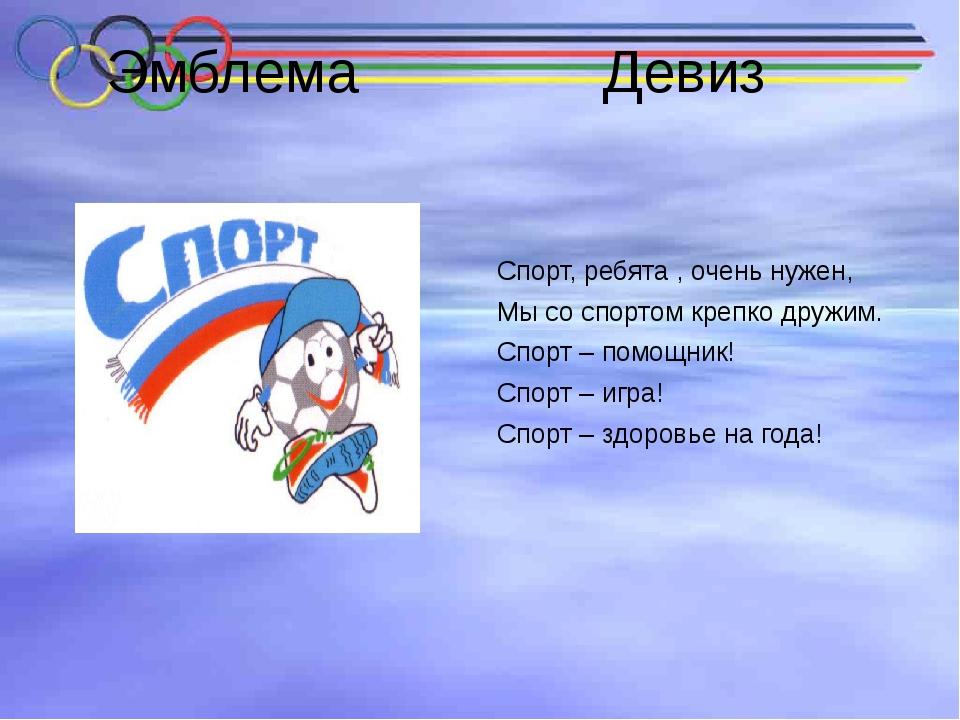 Эмблема Девиз
Спорт
Спорт, ребята , очень нужен,
Мы со спортом крепко дружим.
Спорт – помощник!
Спорт – игра!
Спорт – здоровье на года!